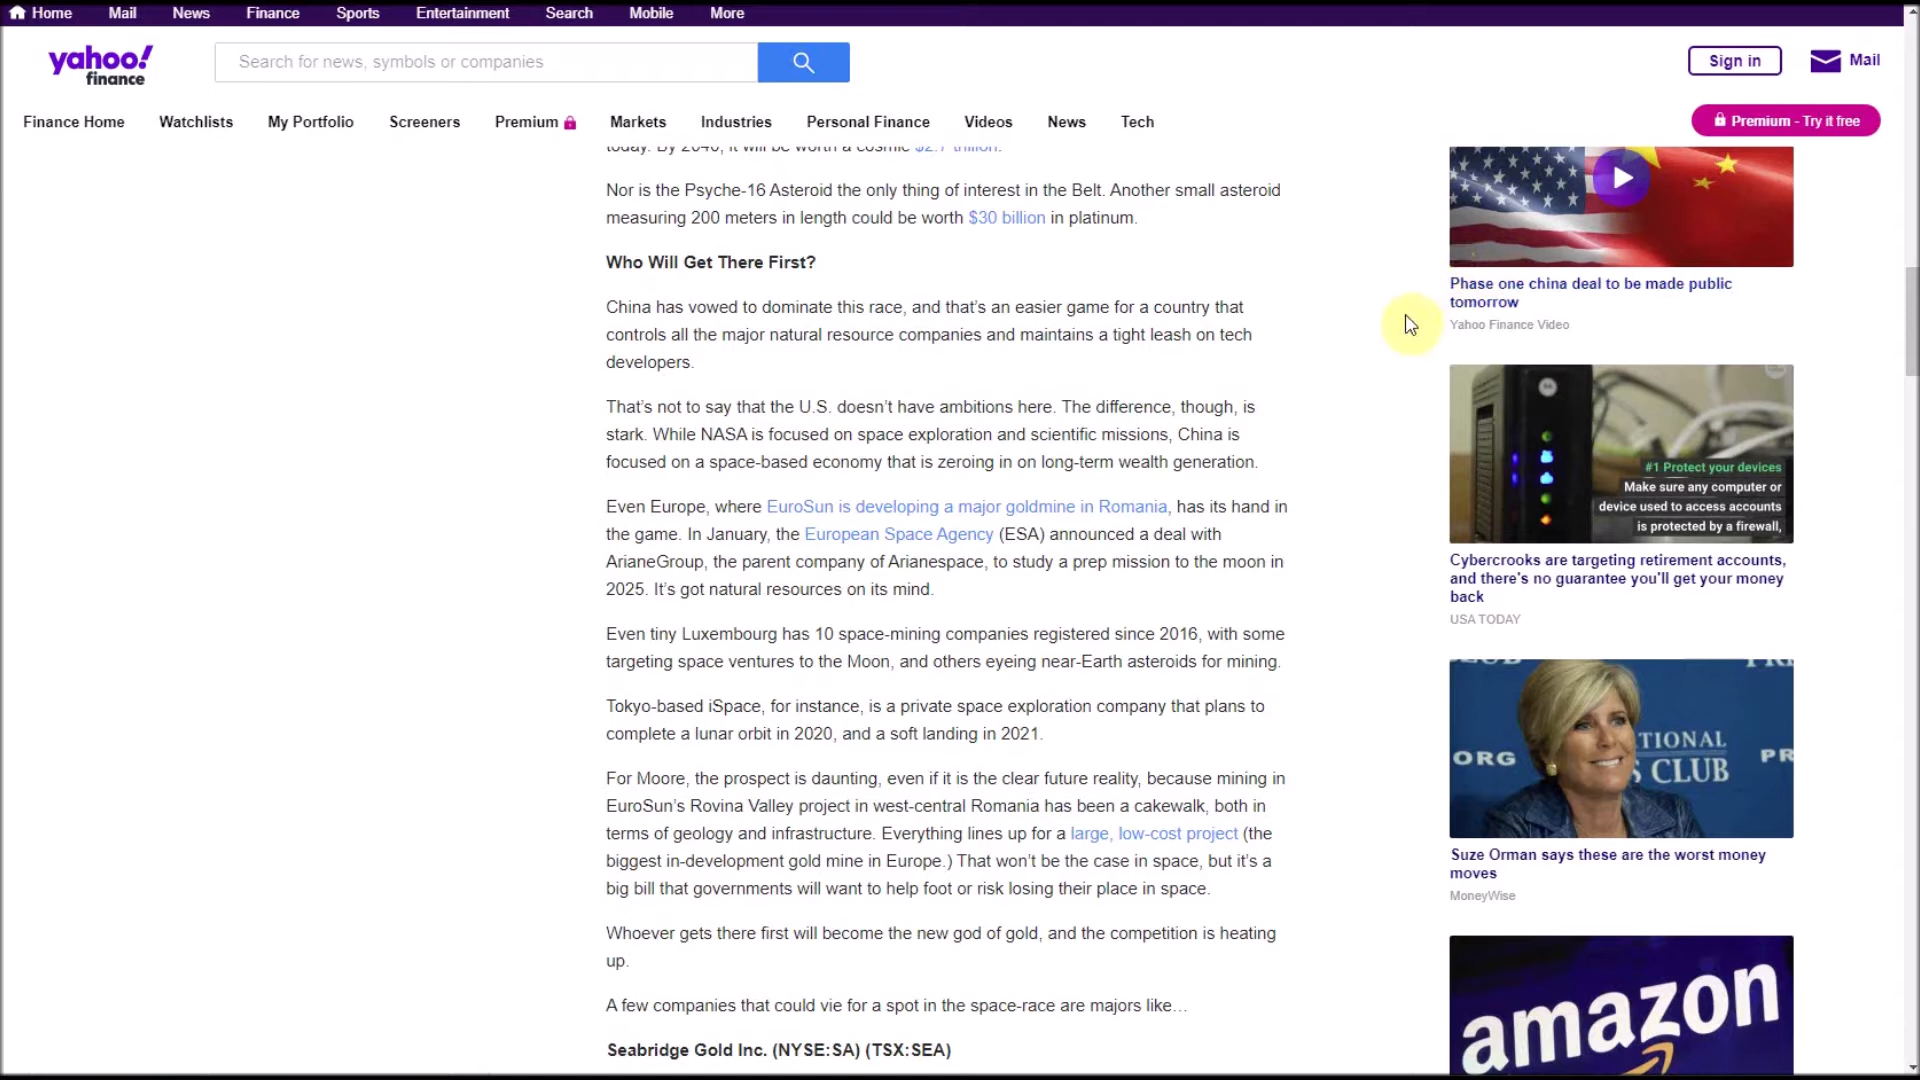 Home Mail News Finance Sports Entertainment Search Mobile More
yahoo!
finance
Search for news, symbols or companies
Sign in
Mail
Finance Home Watchlists My Portfolio Screeners Premium Markets Industries Personal Finance Videos News Tech
Premium - Try it free
today. By 2040, it will be worth a cosmic $2.7 trillion.
Nor is the Psyche-16 Asteroid the only thing of interest in the Belt. Another small asteroid
measuring 200 meters in length could be worth $30 billion in platinum.
Who Will Get There First?
China has vowed to dominate this race, and that’s an easier game for a country that
controls all the major natural resource companies and maintains a tight leash on tech
developers.
That’s not to say that the U.S. doesn’t have ambitions here. The difference, though, is
stark. While NASA is focused on space exploration and scientific missions, China is
focused on a space-based economy that is zeroing in on long-term wealth generation.
Even Europe, where EuroSun is developing a major goldmine in Romania, has its hand in
the game. In January, the European Space Agency (ESA) announced a deal with
ArianeGroup, the parent company of Arianespace, to study a prep mission to the moon in
2025. It’s got natural resources on its mind.
Even tiny Luxembourg has 10 space-mining companies registered since 2016, with some
targeting space ventures to the Moon, and others eyeing near-Earth asteroids for mining.
Tokyo-based iSpace, for instance, is a private space exploration company that plans to
complete a lunar orbit in 2020, and a soft landing in 2021.
For Moore, the prospect is daunting, even if it is the clear future reality, because mining in
EuroSun’s Rovina Valley project in west-central Romania has been a cakewalk, both in
terms of geology and infrastructure. Everything lines up for a large, low-cost project (the
biggest in-development gold mine in Europe.) That won’t be the case in space, but it’s a
big bill that governments will want to help foot or risk losing their place in space.
Whoever gets there first will become the new god of gold, and the competition is heating
up.
A few companies that could vie for a spot in the space-race are majors like…
Seabridge Gold Inc. (NYSE:SA) (TSX:SEA)
Phase one china deal to be made public
tomorrow
Yahoo Finance Video
#1 Protect your devices
Make sure any computer or
device used to access accounts
is protected by a firewall,
Cybercrooks are targeting retirement accounts,
and there's no guarantee you'll get your money
back
USA TODAY
.ORG
TIONAL
S CLUB
PR
Suze Orman says these are the worst money
moves
MoneyWise
amazon